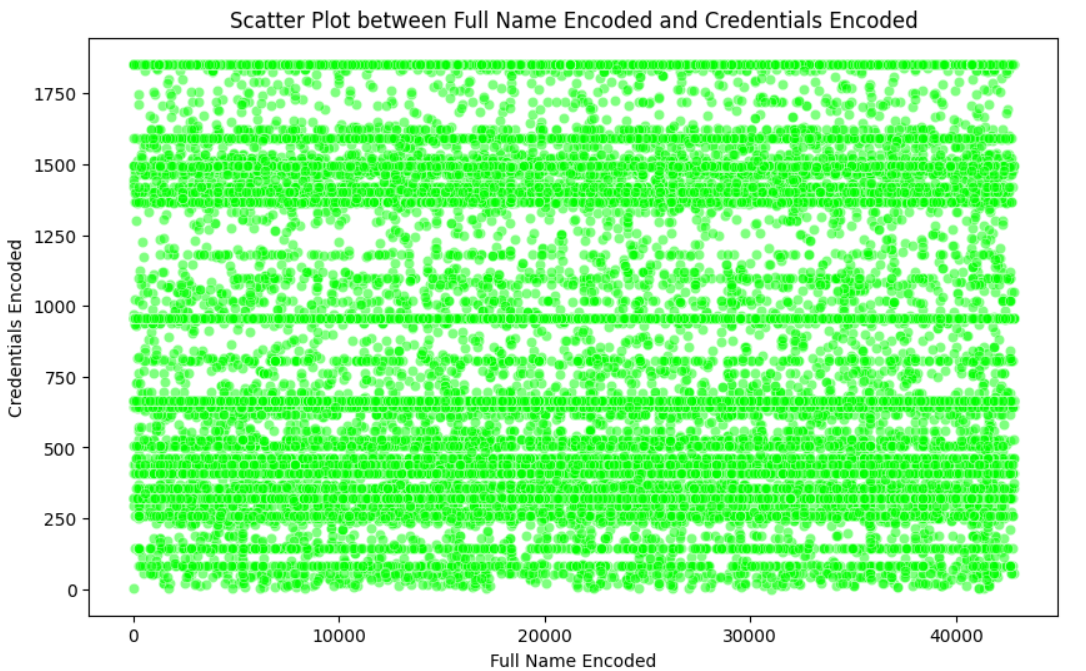 Scatter Plot between Full Name Encoded and Credentials Encoded
Credentials Encoded
1750
1500
1250
1000
750
500
250
0
0 10000 20000 30000 40000
Full Name Encoded